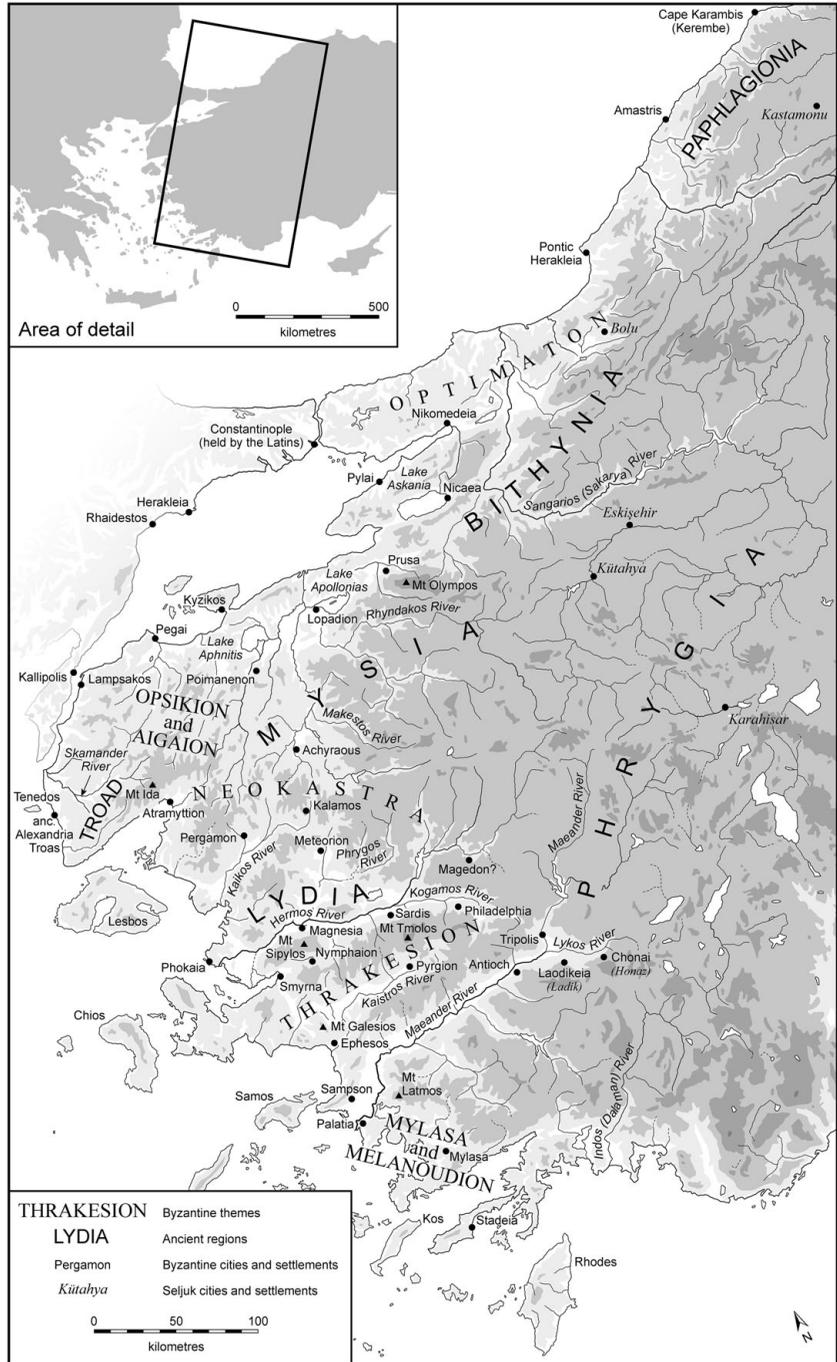 Area of detail
0 500
kilometres
Cape Karambis
(Kerembe)
PAPHLAGIONIA
Kastamonu
Amastris
Pontic
Herakleia
Bolu
OPTIMATON
Nikomedeia
Constantinople
(held by the Latins)
BITHYNIA
Pylai
Lake
Askania
Nicaea
Sangarios (Sakarya) River
Herakleia
Rhaidestos
Eskişehir
Prusa
Mt Olympos
Kütahya
Lake
Apollonias
Kyzikos
Lopadion
Rhyndakos River
PHRYGIA
MYSIA
Pegai
Lake
Aphnitis
Poimanenon
Kallipolis
Lampsakos
OPSIKION
and
AIGAION
Makestos
River
Karahisar
Achyraous
Skamander
River
TROAD
Mt Ida
NEOKASTRA
Tenedos
anc.
Alexandria
Troas
Atramyttion
Kalamos
Maeander River
Pergamon
Kaikos River
Meteorion
Phrygos
River
Magedon?
Lesbos
LYDIA
Kogamos River
Hermos River
Sardis
Philadelphia
Magnesia
Mt
Sipylos
Mt Tmolos
Nymphaion
Phokaia
Smyrna
THRAKESION
Pyrgion
Kaistros River
Tripolis
Lykos River
Antioch
Laodikeia
(Ladik)
Chonai
(Honaz)
Maeander River
Chios
Mt Galesios
Ephesos
Indos (Dalaman) River
Samos
Sampson
Mt
Latmos
Palatia
MYLASA
and
MELANOUDION
Mylasa
Kos
Stadeia
Rhodes
THRAKESION Byzantine themes
LYDIA Ancient regions
Pergamon Byzantine cities and settlements
Kütahya Seljuk cities and settlements
0 50 100
kilometres
N